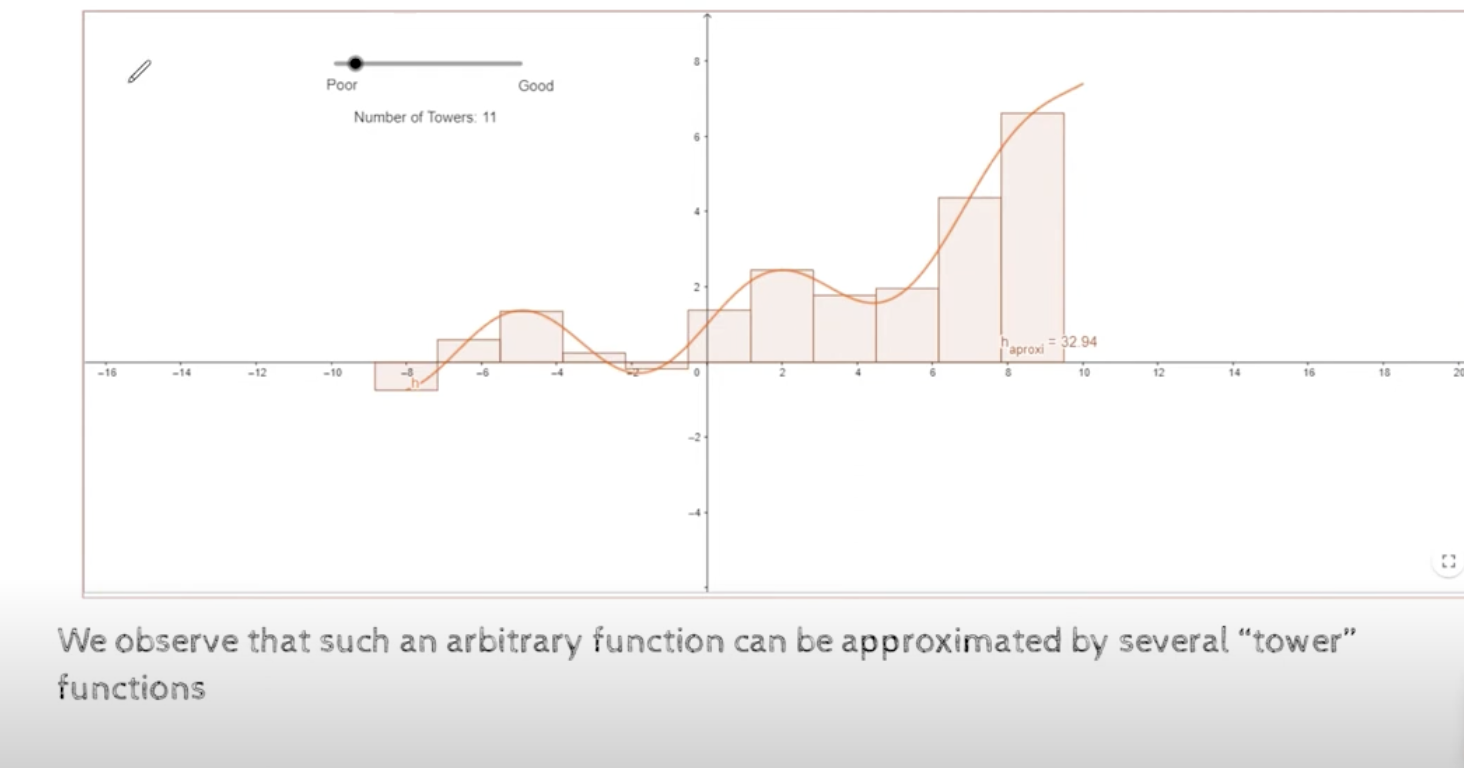 Poor
Good
Number of Towers: 11
8
6
4
2
0
-2
-4
-16 -14 -12 -10 -8 -6 -4 -2 2 4 6 8 10 12 14 16 18 20
h
h aproxi = 32.94
We observe that such an arbitrary function can be approximated by several “tower”
functions